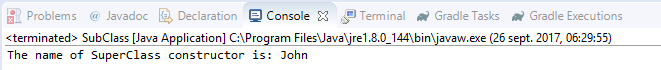 Problems @ Javadoc Declaration Console Terminal Gradle Tasks Gradle Executions
<terminated> SubClass [Java Application] C:\Program Files\Java\jre1.8.0_144\bin\javaw.exe (26 sept. 2017, 06:29:55)
The name of SuperClass constructor is: John